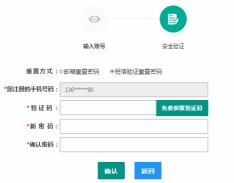 输入账号
安全验证
重置方式: 邮箱重置密码 短信验证重置密码
*您注册的手机号码: 136******90
*验证码: 免费获取验证码
*新密码:
*确认密码:
确认 返回